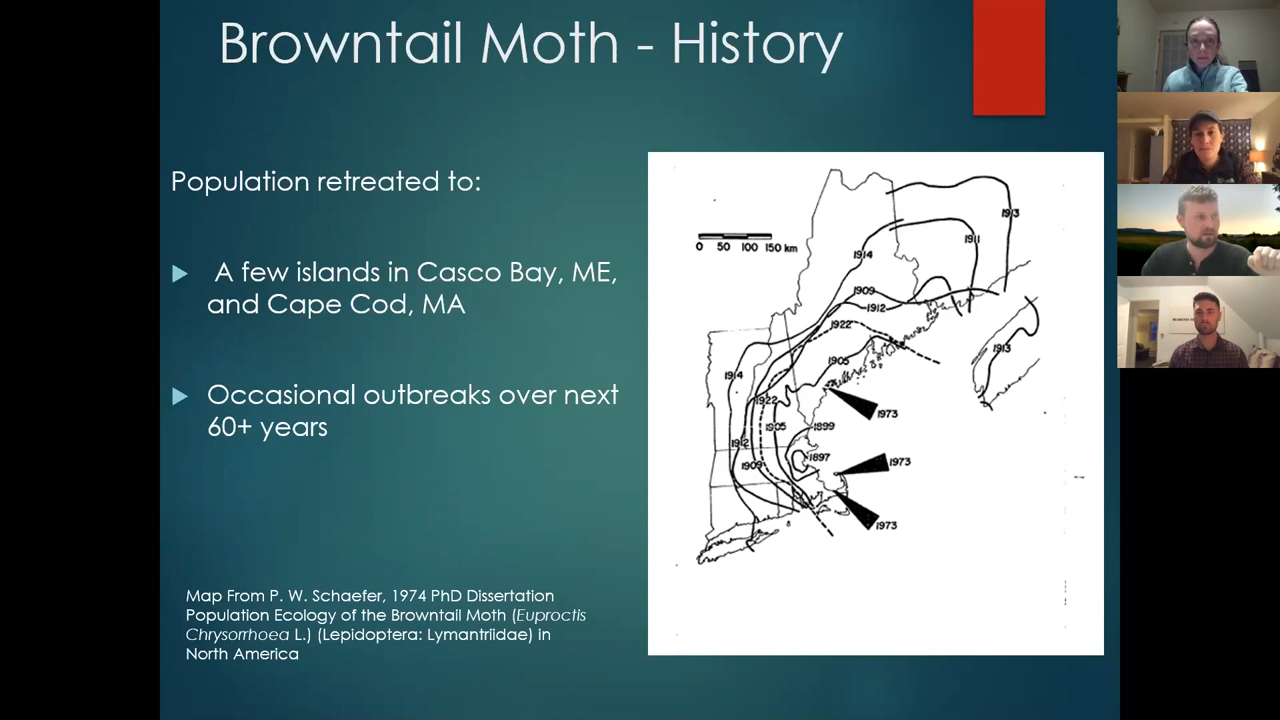 Browntail Moth - History
Population retreated to:
A few islands in Casco Bay, ME,
and Cape Cod, MA
Occasional outbreaks over next
60+ years
Map From P. W. Schaefer, 1974 PhD Dissertation
Population Ecology of the Browntail Moth (Euproctis
Chrysorrhoea L.) (Lepidoptera: Lymantriidae) in
North America
0 50 100 150 km
1913
1911
1914
1909
1912
1922
1905
1913
1914
1922
1973
1905
1899
1912
1897
1909
1973
1973